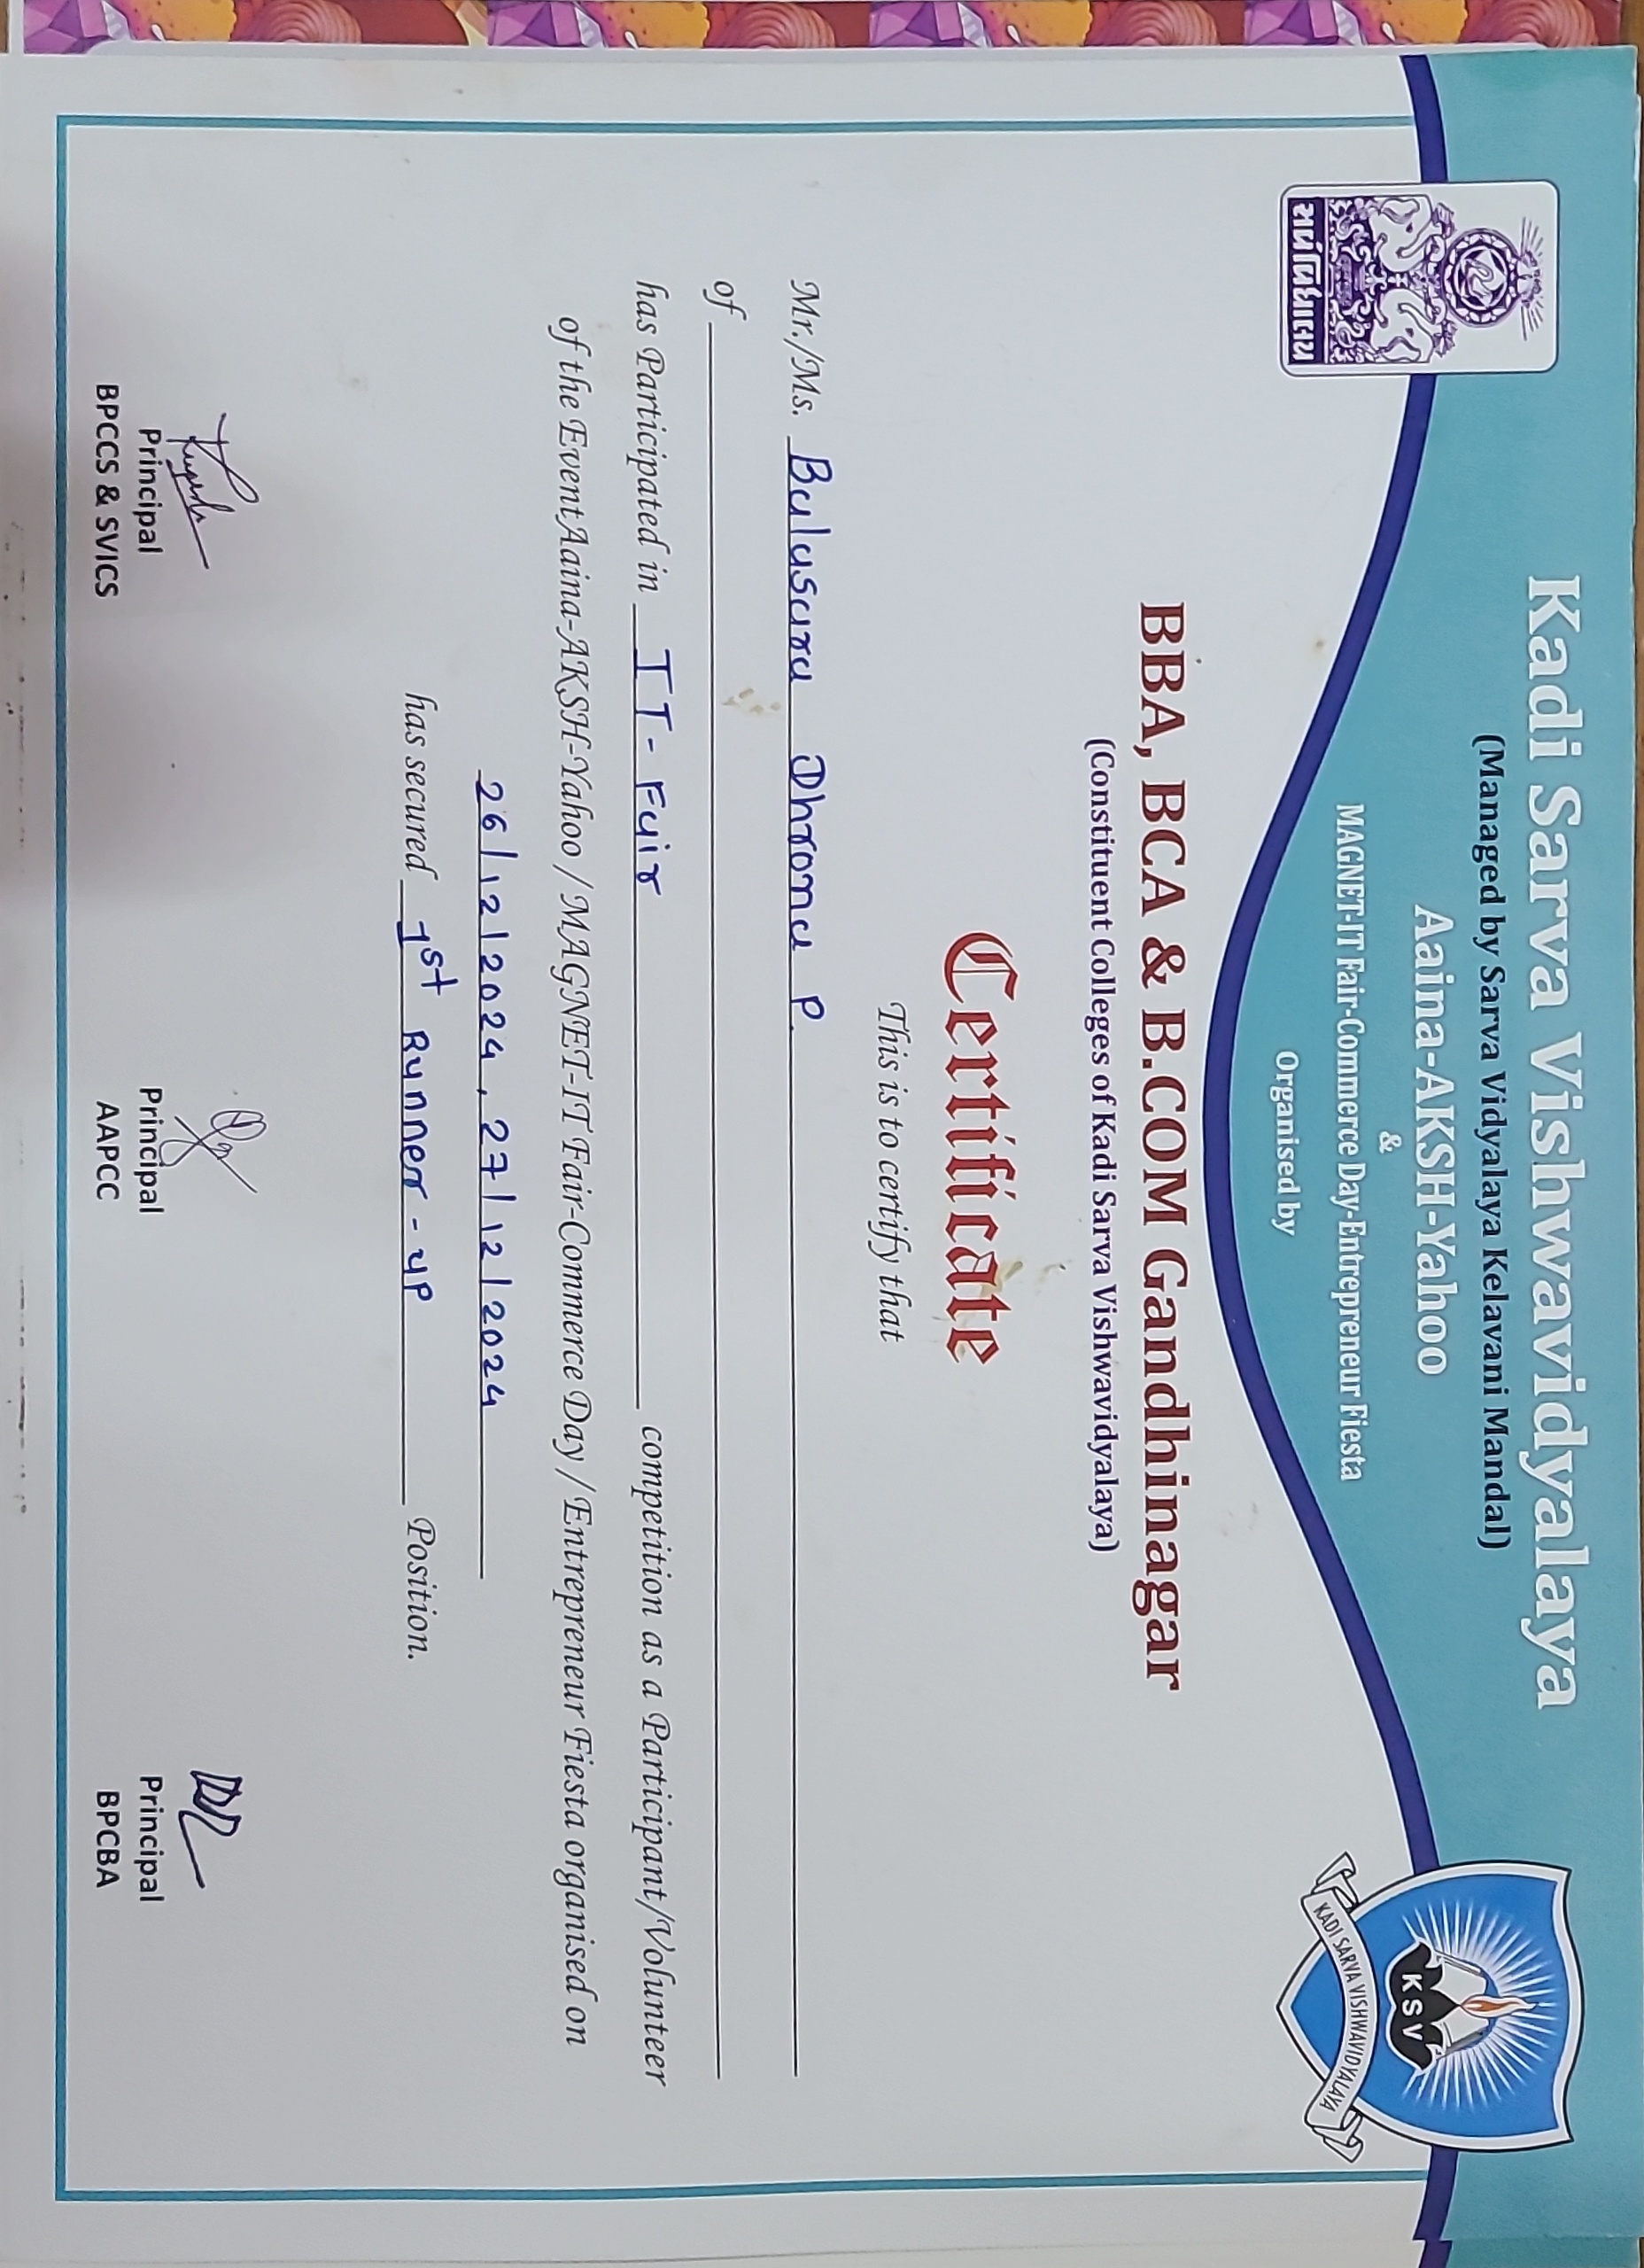 Kadi Sarva Vishwavidyalaya
(Managed by Sarva Vidyalaya Kelavani Mandal)
Aaina-AKSH-Yahoo
&
MAGNET-IT Fair-Commerce Day-Entrepreneur Fiesta
Organised by
KSV
KADI SARVA VISHWAVIDYALAYA
BBA, BCA & B.COM Gandhinagar
(Constituent Colleges of Kadi Sarva Vishwavidyalaya)
Certificate
This is to certify that
Mr./Ms. Bulusura Dhrona P.
of
has Participated in IT-Fair competition as a Participant/Volunteer
of the Event Aaina-AKSH-Yahoo / MAGNET-IT Fair-Commerce Day / Entrepreneur Fiesta organised on
26/12/2024, 27/12/2024
has secured 1st Runner-up Position.
Principal Principal Principal
BPCCS & SVICS AAPCC BPCBA